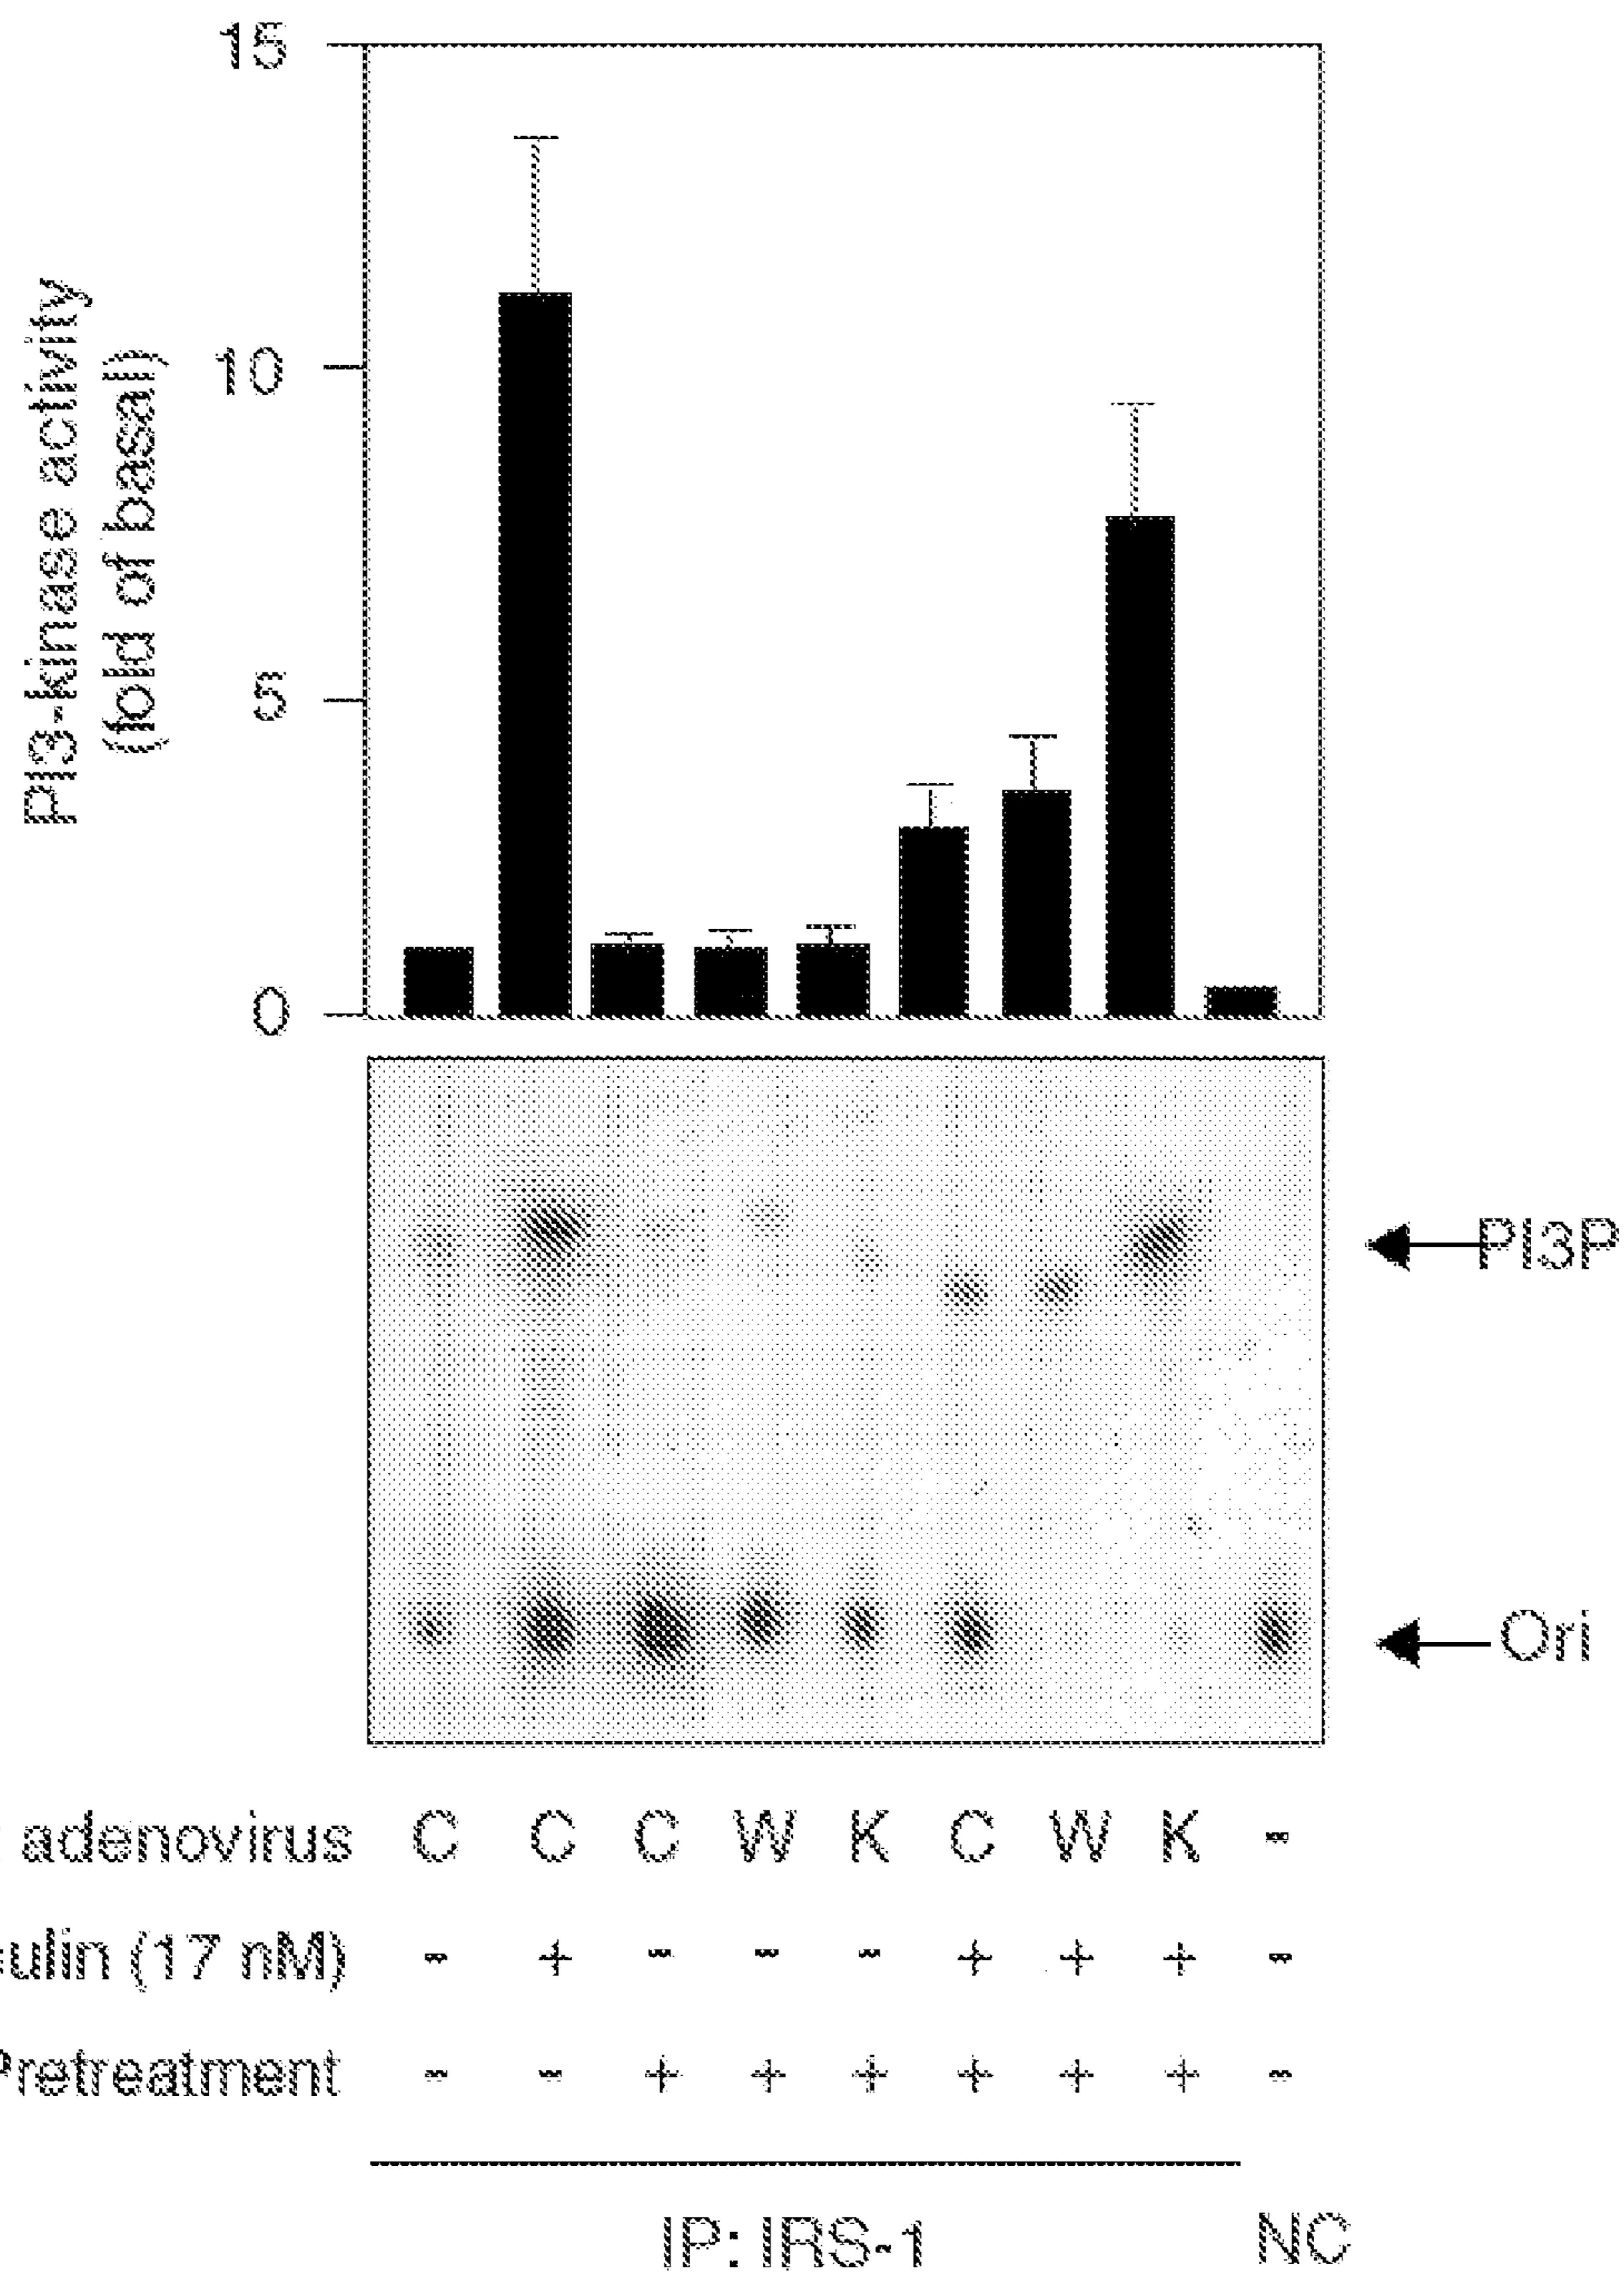 15
10
5
0
PI3-kinase activity
(fold of basal)
PI3P
Ori
adenovirus C C C W K C W K -
ulin (17 nM) - + - - - + + + -
Pretreatment - - + + + + + + -
IP: IRS-1 NC